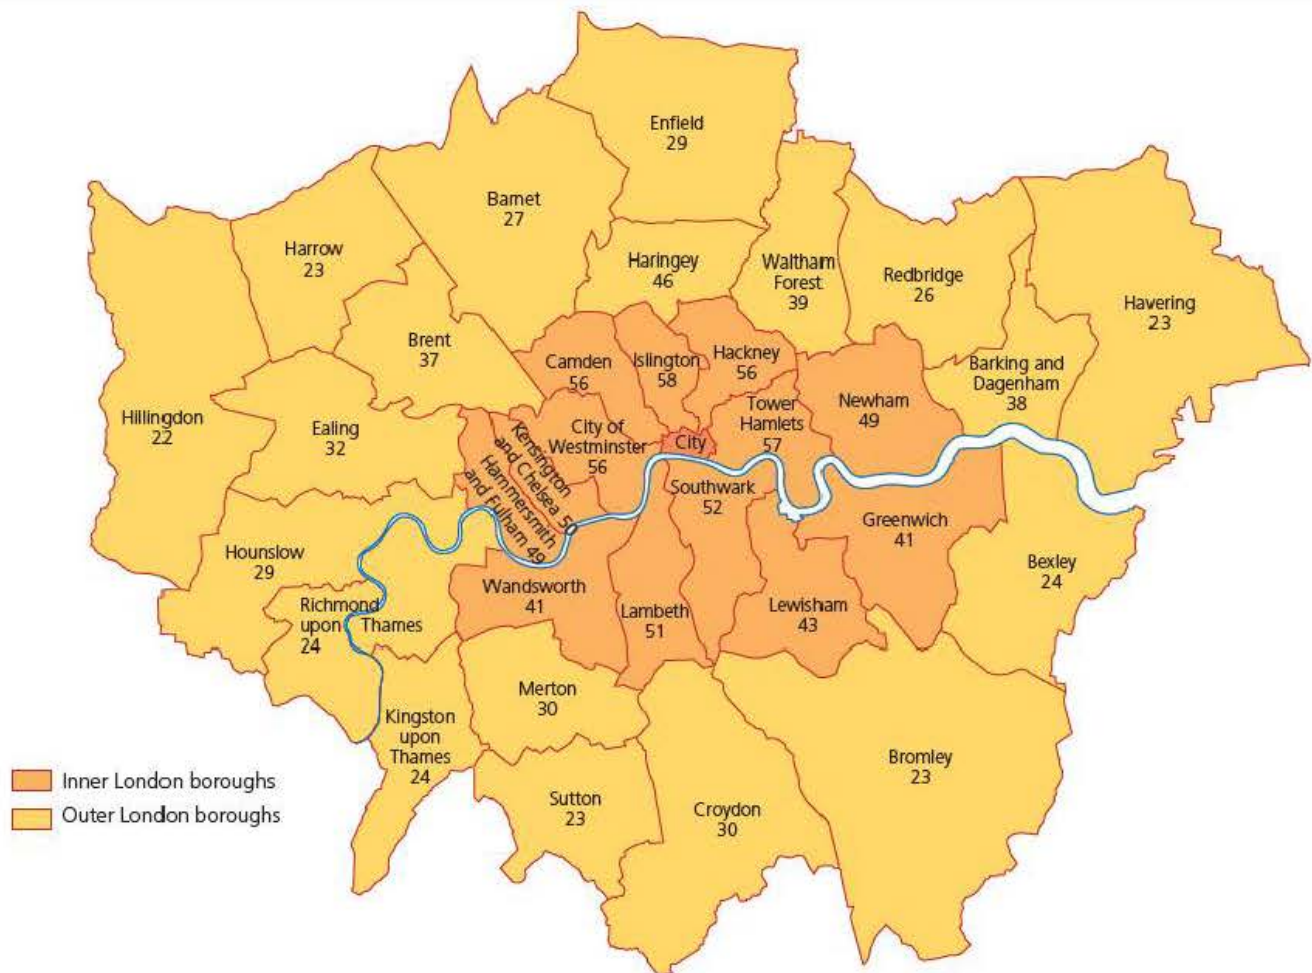 Enfield
29
Barnet
27
Harrow
23
Haringey
46
Waltham
Forest
39
Redbridge
26
Havering
23
Brent
37
Camden
56
Islington
58
Hackney
56
Barking and
Dagenham
38
Hillingdon
22
Ealing
32
Kensington
and Chelsea 50
Hammersmith
and Fulham 49
City of
Westminster
56
City
Tower
Hamlets
57
Newham
49
Southwark
52
Greenwich
41
Hounslow
29
Bexley
24
Richmond
upon Thames
24
Wandsworth
41
Lambeth
51
Lewisham
43
Merton
30
Kingston
upon
Thames
24
Bromley
23
Sutton
23
Croydon
30
Inner London boroughs
Outer London boroughs